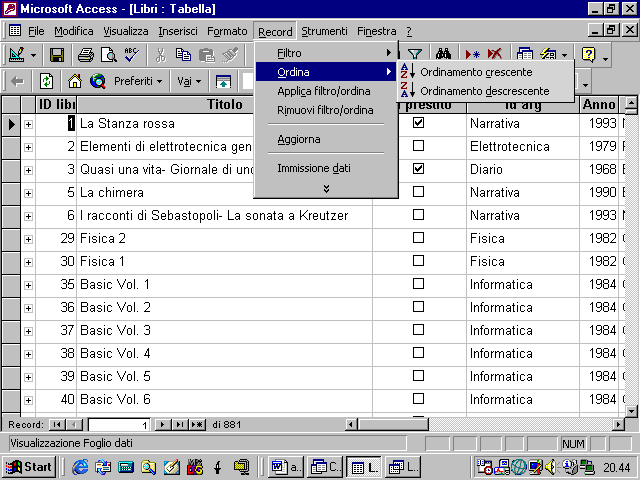 Microsoft Access - [Libri : Tabella]
File Modifica Visualizza Inserisci Formato Record Strumenti Finestra ?
Preferiti Vai
Filtro
Ordina
Applica filtro/ordina
Rimuovi filtro/ordina
Aggiorna
Immissione dati
Ordinamento crescente
Ordinamento descrescente
ID libr Titolo prestito id arg Anno
1 La Stanza rossa Narrativa 1993
2 Elementi di elettrotecnica gen Elettrotecnica 1979
3 Quasi una vita- Giornale di uno Diario 1968
5 La chimera Narrativa 1990
6 I racconti di Sebastopoli- La sonata a Kreutzer Narrativa 1993
29 Fisica 2 Fisica 1982
30 Fisica 1 Fisica 1982
35 Basic Vol. 1 Informatica 1984
36 Basic Vol. 2 Informatica 1984
37 Basic Vol. 3 Informatica 1984
38 Basic Vol. 4 Informatica 1984
39 Basic Vol. 5 Informatica 1984
40 Basic Vol. 6 Informatica 1984
Record: 1 di 881
Visualizzazione Foglio dati NUM
Start a.. C.. L.. L.. 20.44